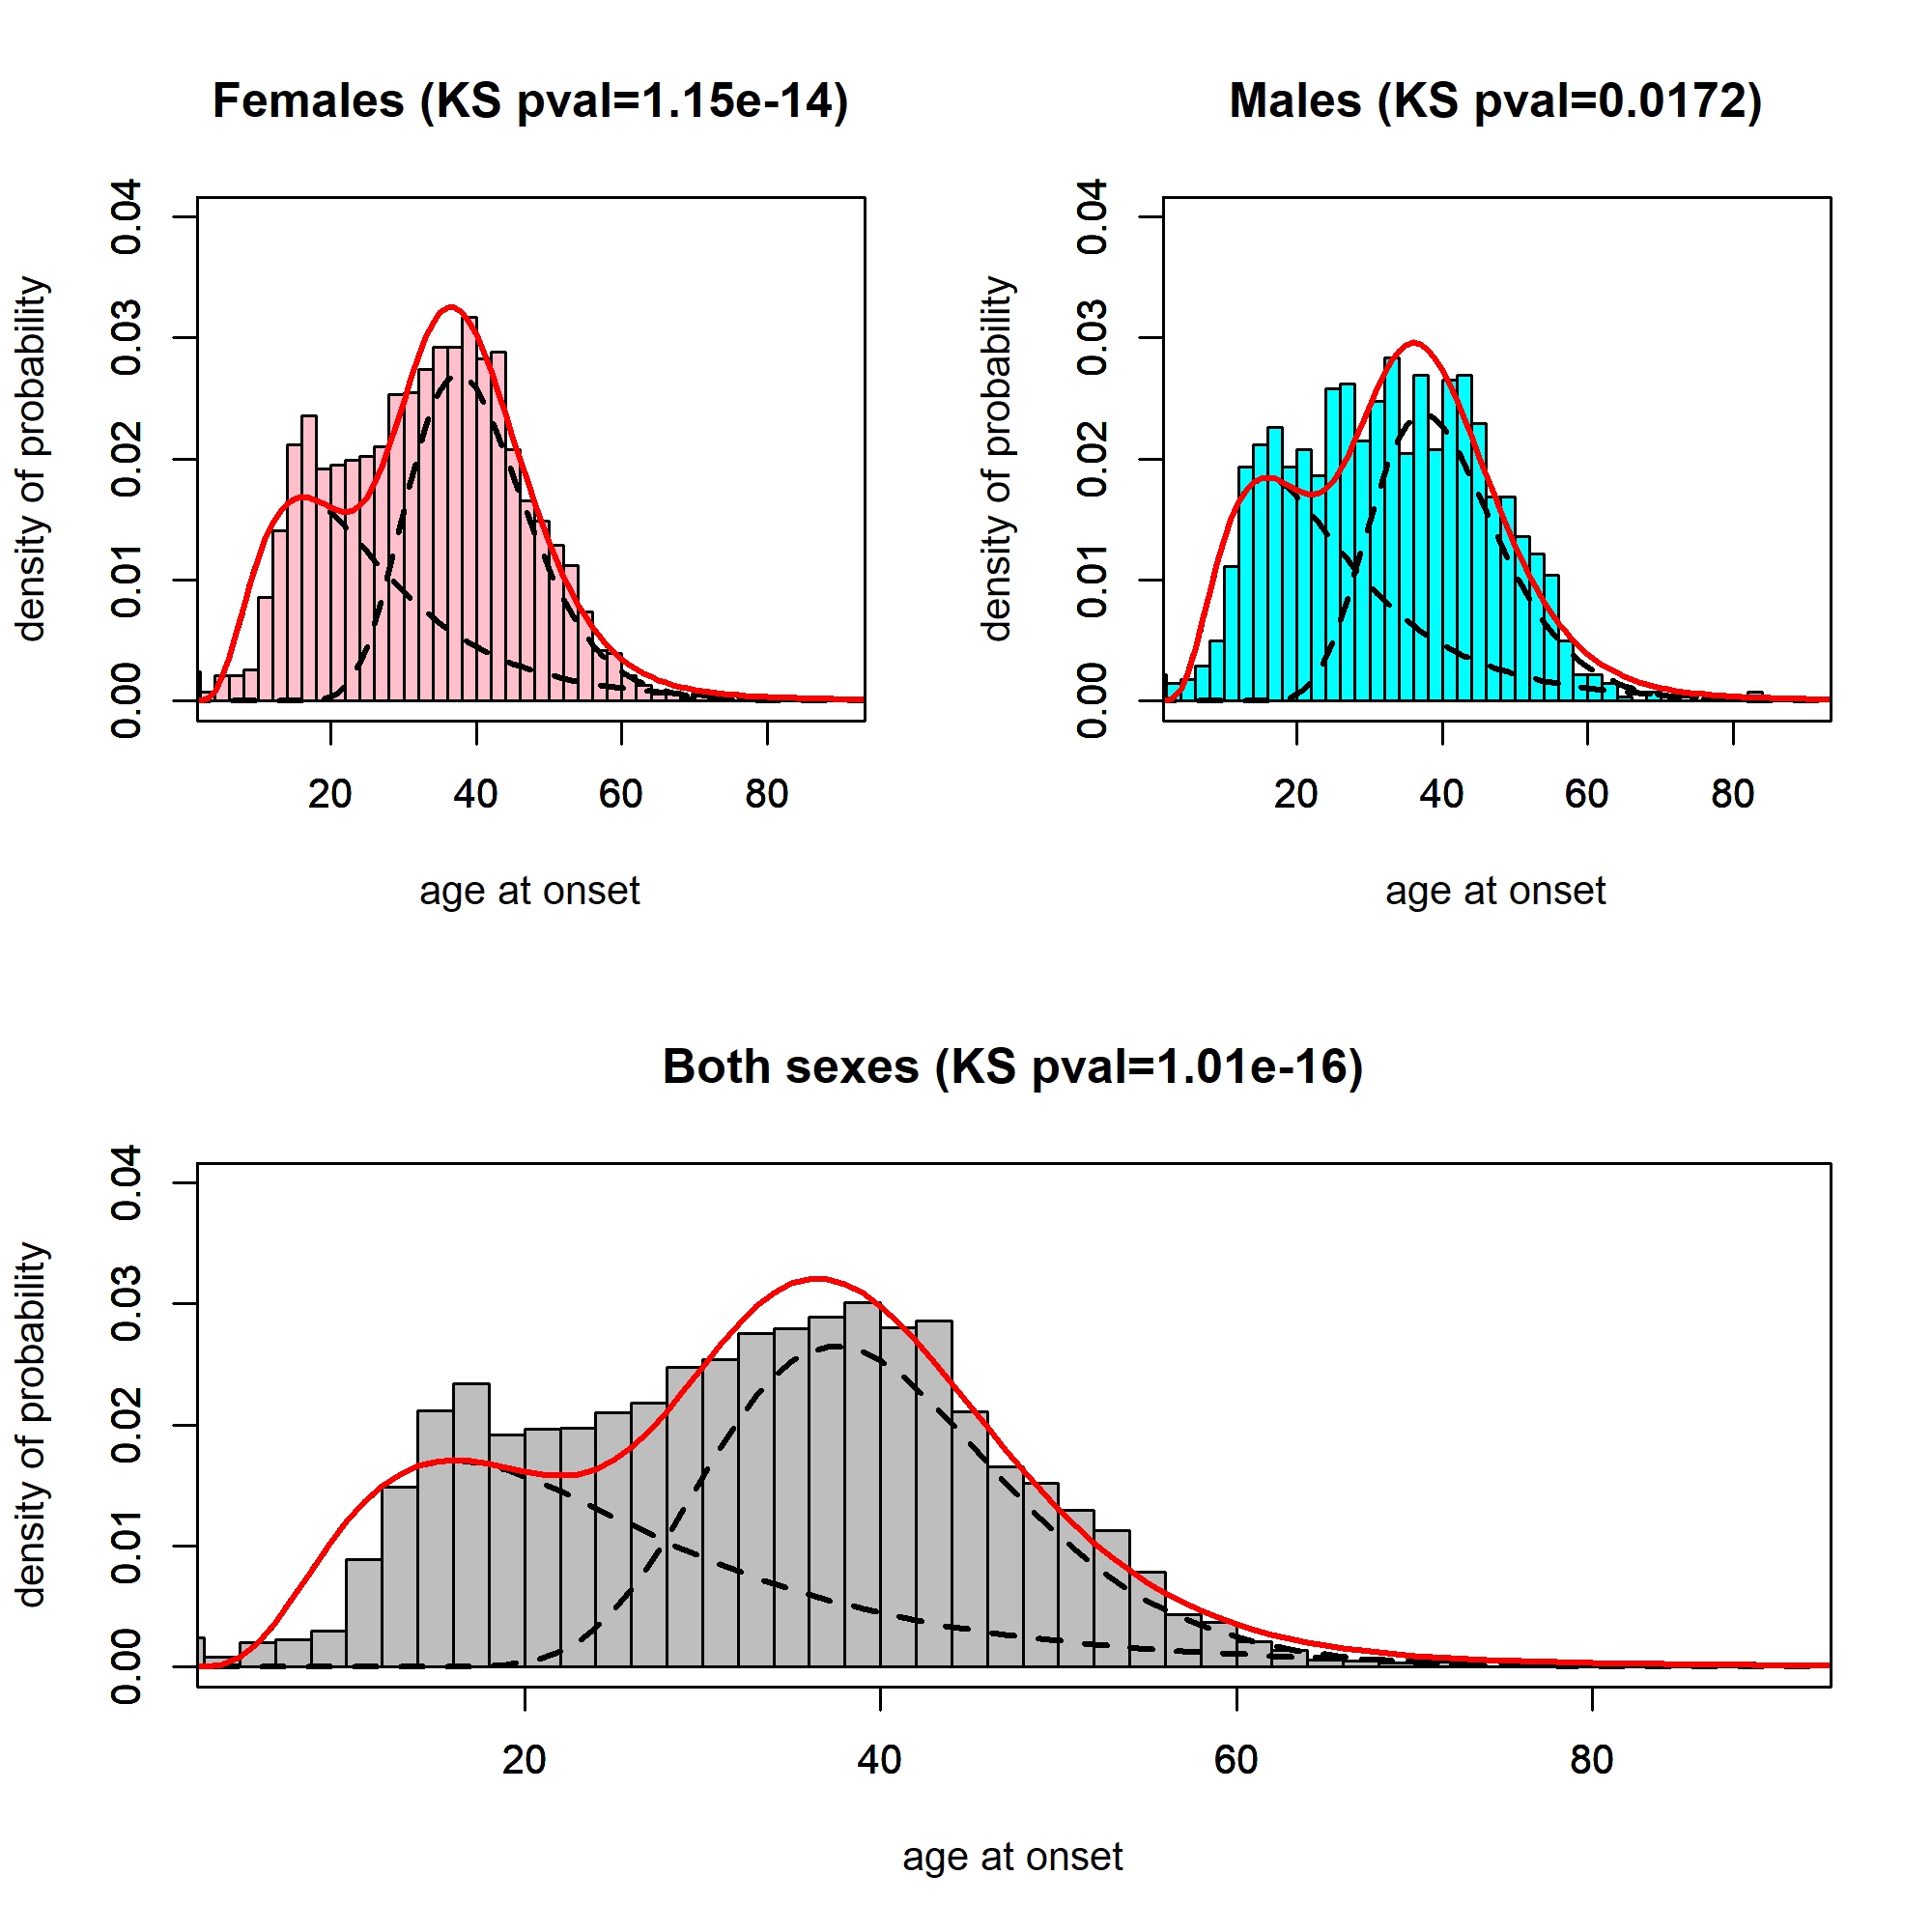 Females (KS pval=1.15e-14)
density of probability
0.00 0.01 0.02 0.03 0.04
20 40 60 80
age at onset
Males (KS pval=0.0172)
density of probability
0.00 0.01 0.02 0.03 0.04
20 40 60 80
age at onset
Both sexes (KS pval=1.01e-16)
density of probability
0.00 0.01 0.02 0.03 0.04
20 40 60 80
age at onset